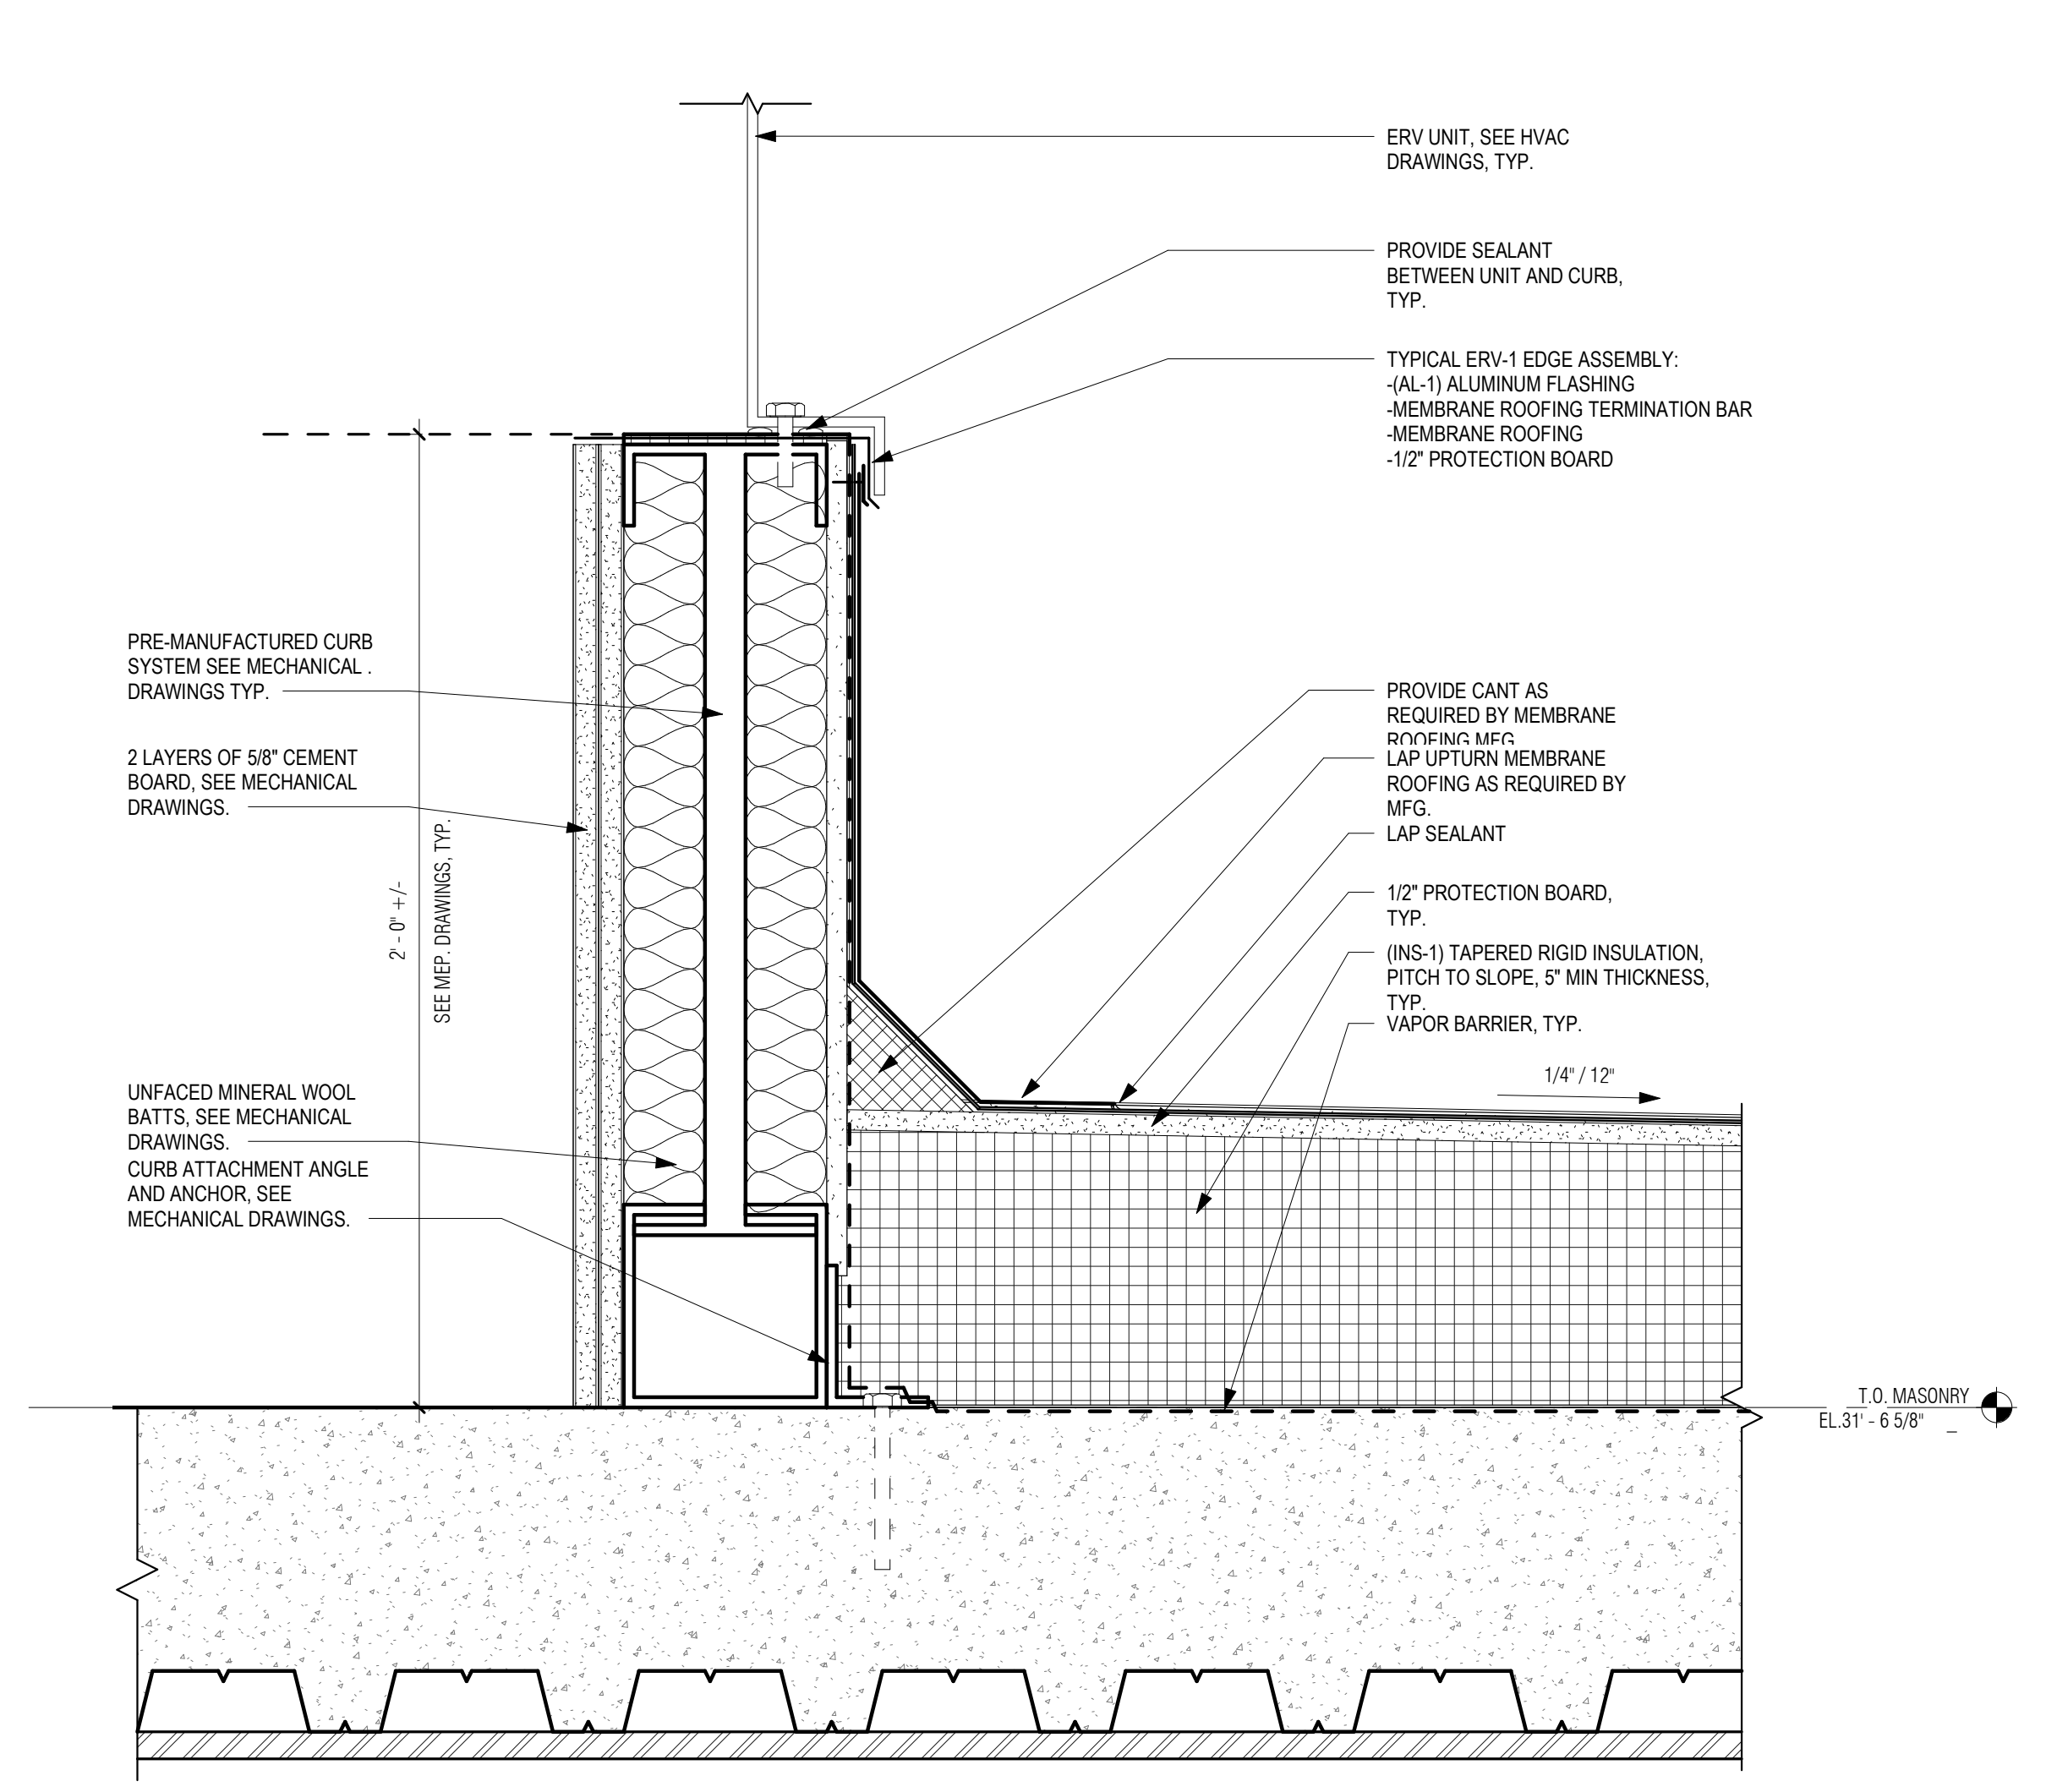 ERV UNIT, SEE HVAC
DRAWINGS, TYP.
PROVIDE SEALANT
BETWEEN UNIT AND CURB,
TYP.
TYPICAL ERV-1 EDGE ASSEMBLY:
-(AL-1) ALUMINUM FLASHING
-MEMBRANE ROOFING TERMINATION BAR
-MEMBRANE ROOFING
-1/2" PROTECTION BOARD
PRE-MANUFACTURED CURB
SYSTEM SEE MECHANICAL .
DRAWINGS TYP.
2 LAYERS OF 5/8" CEMENT
BOARD, SEE MECHANICAL
DRAWINGS.
2' - 0" +/-
SEE MEP. DRAWINGS, TYP.
UNFACED MINERAL WOOL
BATTS, SEE MECHANICAL
DRAWINGS.
CURB ATTACHMENT ANGLE
AND ANCHOR, SEE
MECHANICAL DRAWINGS.
PROVIDE CANT AS
REQUIRED BY MEMBRANE
ROOFING MFG
LAP UPTURN MEMBRANE
ROOFING AS REQUIRED BY
MFG.
LAP SEALANT
1/2" PROTECTION BOARD,
TYP.
(INS-1) TAPERED RIGID INSULATION,
PITCH TO SLOPE, 5" MIN THICKNESS,
TYP.
VAPOR BARRIER, TYP.
1/4" / 12"
T.O. MASONRY
EL.31' - 6 5/8"